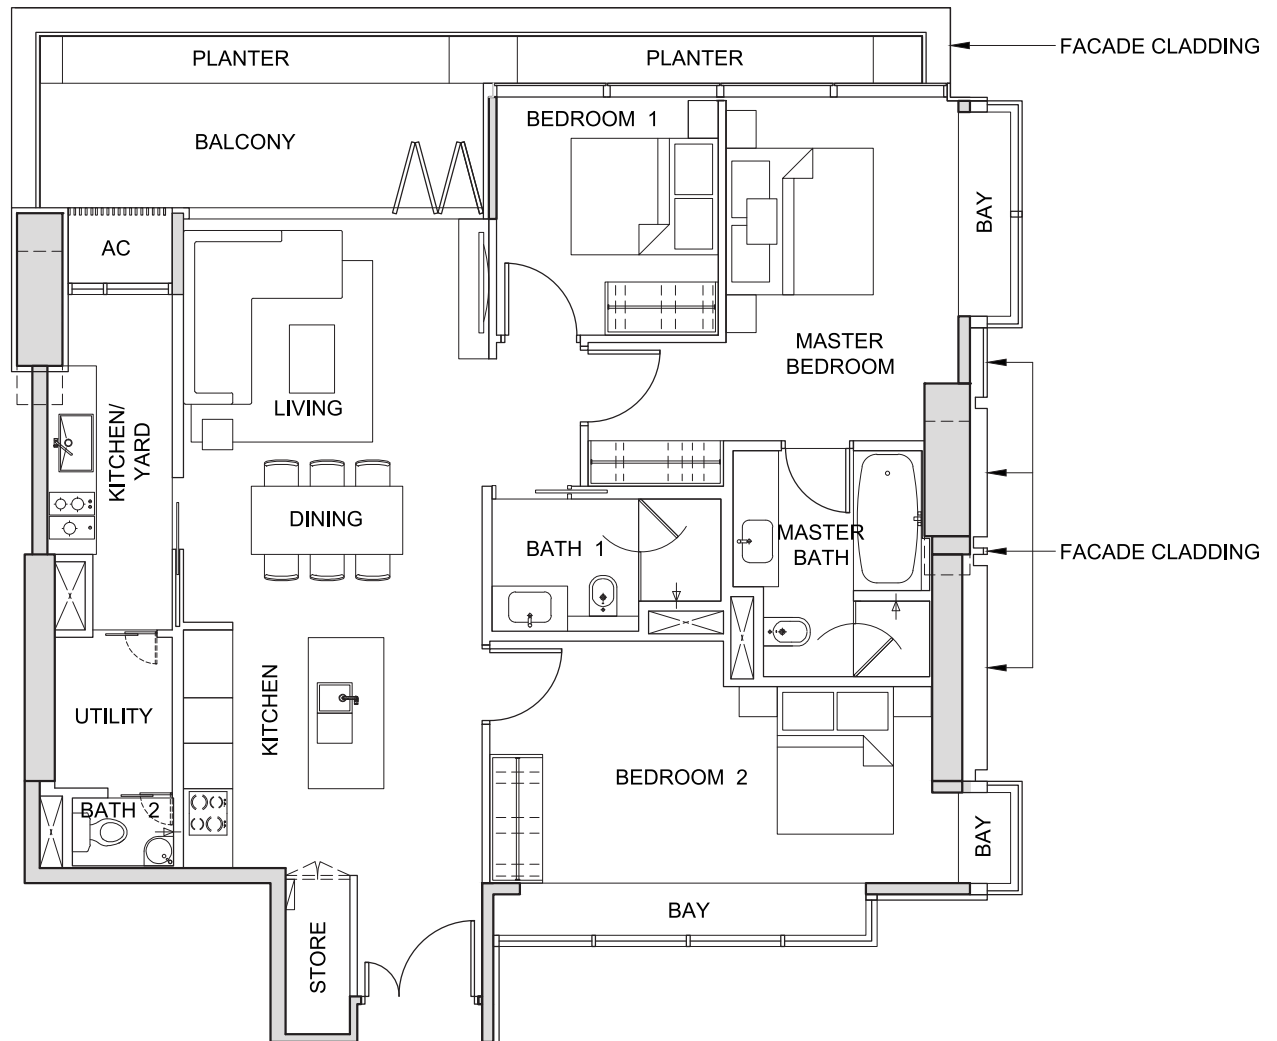 FACADE CLADDING
PLANTER
PLANTER
BEDROOM 1
BALCONY
BAY
AC
MASTER
BEDROOM
LIVING
KITCHEN/
YARD
DINING
MASTER
BATH
BATH 1
FACADE CLADDING
UTILITY
KITCHEN
BEDROOM 2
BATH 2
BAY
BAY
STORE